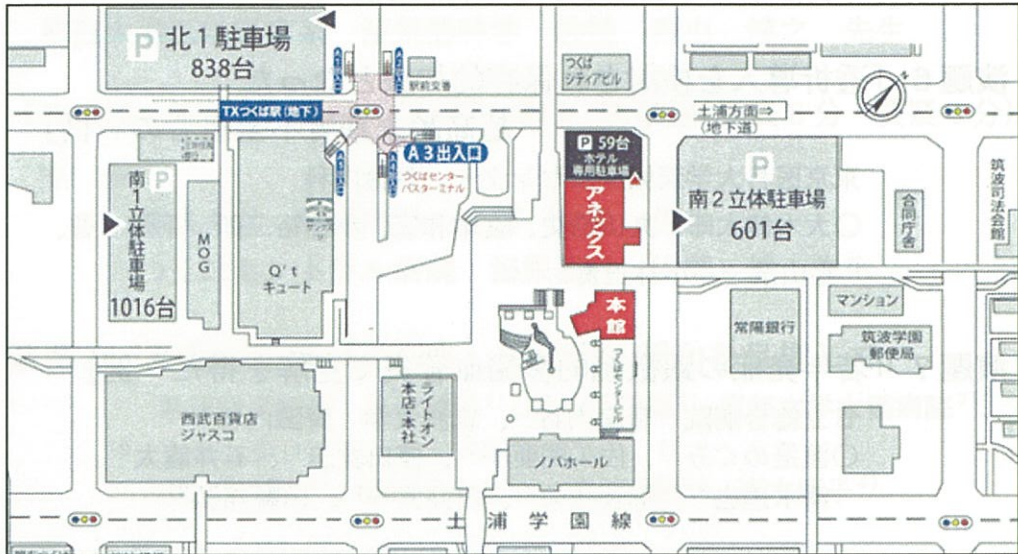 P 北1駐車場
838台
駅前交番
つくば
シティアビル
TXつくば駅(地下)
土浦方面⇒
(地下道)
A3出入口
つくばセンター
バスターミナル
P 59台
ホテル
専用駐車場
アネックス
P
南2立体駐車場
601台
合同庁舎
筑波司法会館
P
南1立体駐車場
1016台
MOG
Q't
キュート
本館
つくばセンタービル
常陽銀行
マンション
筑波学園
郵便局
西武百貨店
ジャスコ
ライトオン
本店・本社
ノバホール
土浦学園線